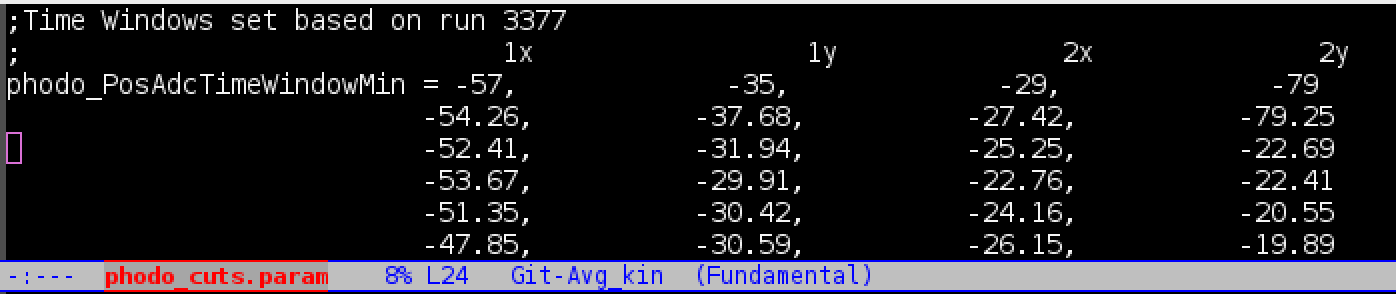 ;Time Windows set based on run 3377
; 1x 1y 2x 2y
phodo_PosAdcTimeWindowMin = -57, -35, -29, -79
-54.26, -37.68, -27.42, -79.25
-52.41, -31.94, -25.25, -22.69
-53.67, -29.91, -22.76, -22.41
-51.35, -30.42, -24.16, -20.55
-47.85, -30.59, -26.15, -19.89
-:--- phodo_cuts.param 8% L24 Git-Avg_kin (Fundamental)